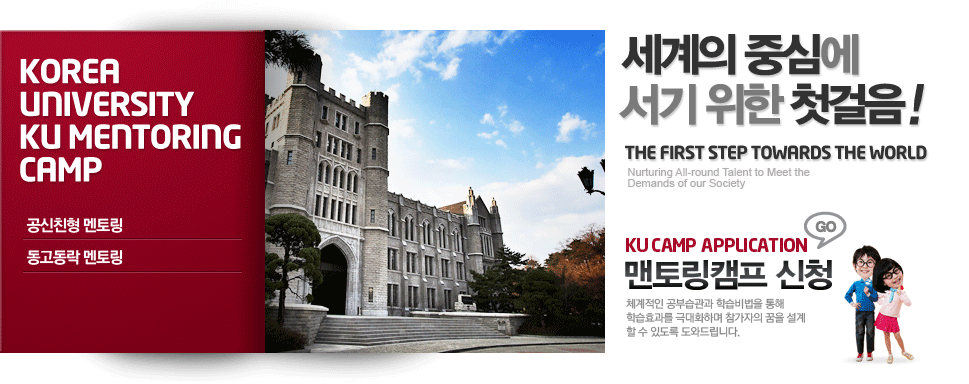 KOREA
UNIVERSITY
KU MENTORING
CAMP
공신친형 멘토링
동고동락 멘토링
세계의 중심에
서기 위한 첫걸음!
THE FIRST STEP TOWARDS THE WORLD
Nurturing All-round Talent to Meet the
Demands of our Society
GO
KU CAMP APPLICATION
맨토링캠프 신청
체계적인 공부습관과 학습비법을 통해
학습효과를 극대화하며 참가자의 꿈을 설계
할 수 있도록 도와드립니다.